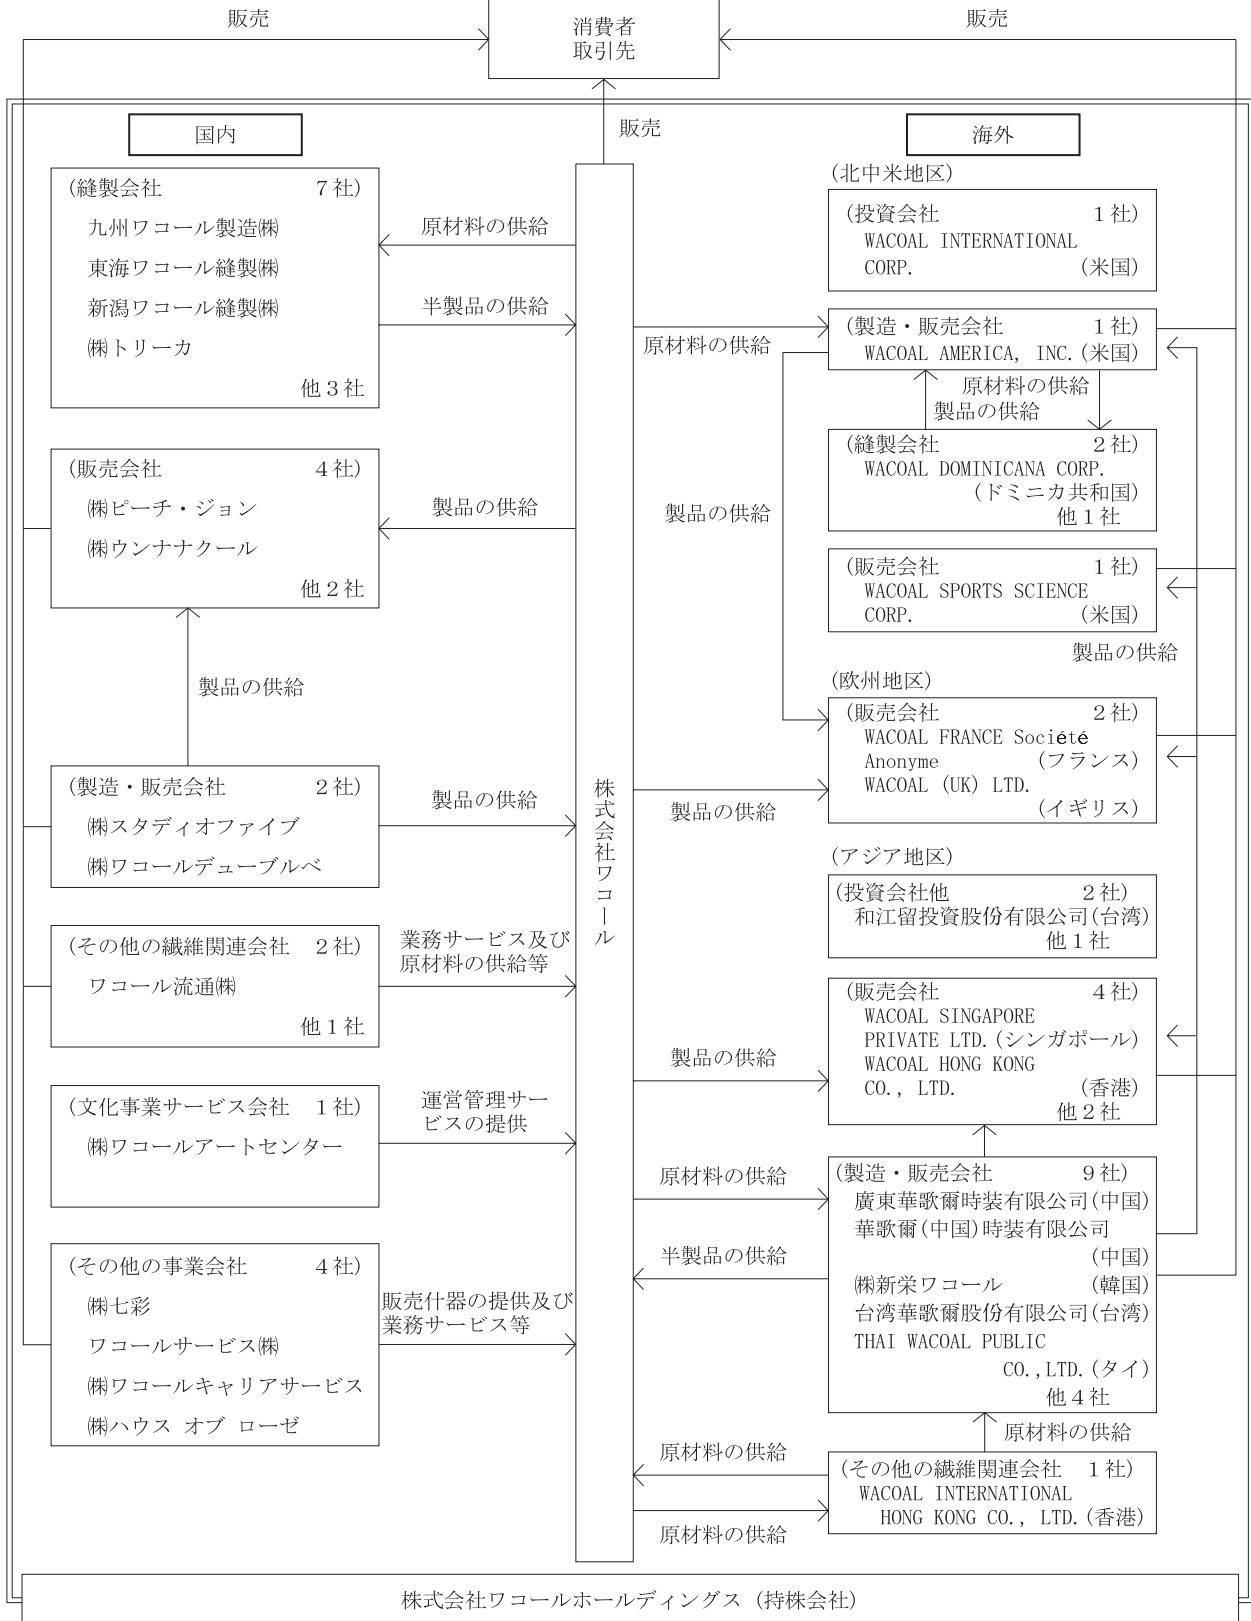 販売
販売
消費者
取引先
販売
国内
(縫製会社 7社)
九州ワコール製造㈱
東海ワコール縫製㈱
新潟ワコール縫製㈱
㈱トリーカ
他3社
原材料の供給
半製品の供給
(販売会社 4社)
㈱ピーチ・ジョン
㈱ウンナナクール
他2社
製品の供給
製品の供給
(製造・販売会社 2社)
㈱スタディオファイブ
㈱ワコールデューブルベ
製品の供給
(その他の繊維関連会社 2社)
ワコール流通㈱
他1社
業務サービス及び
原材料の供給等
(文化事業サービス会社 1社)
㈱ワコールアートセンター
運営管理サー
ビスの提供
(その他の事業会社 4社)
㈱七彩
ワコールサービス㈱
㈱ワコールキャリアサービス
㈱ハウス オブ ローゼ
販売什器の提供及び
業務サービス等
株式会社ワコール
海外
(北中米地区)
(投資会社 1社)
WACOAL INTERNATIONAL
CORP. (米国)
原材料の供給
(製造・販売会社 1社)
WACOAL AMERICA, INC.(米国)
原材料の供給
製品の供給
(縫製会社 2社)
WACOAL DOMINICANA CORP.
(ドミニカ共和国)
他1社
製品の供給
(販売会社 1社)
WACOAL SPORTS SCIENCE
CORP. (米国)
製品の供給
(欧州地区)
(販売会社 2社)
WACOAL FRANCE Société
Anonyme (フランス)
WACOAL (UK) LTD.
(イギリス)
製品の供給
(アジア地区)
(投資会社他 2社)
和江留投資股份有限公司(台湾)
他1社
(販売会社 4社)
WACOAL SINGAPORE
PRIVATE LTD.(シンガポール)
WACOAL HONG KONG
CO., LTD. (香港)
他2社
製品の供給
(製造・販売会社 9社)
廣東華歌爾時装有限公司(中国)
華歌爾(中国)時装有限公司
(中国)
㈱新栄ワコール (韓国)
台湾華歌爾股份有限公司(台湾)
THAI WACOAL PUBLIC
CO.,LTD.(タイ)
他4社
原材料の供給
半製品の供給
原材料の供給
(その他の繊維関連会社 1社)
WACOAL INTERNATIONAL
HONG KONG CO., LTD.(香港)
原材料の供給
原材料の供給
株式会社ワコールホールディングス (持株会社)